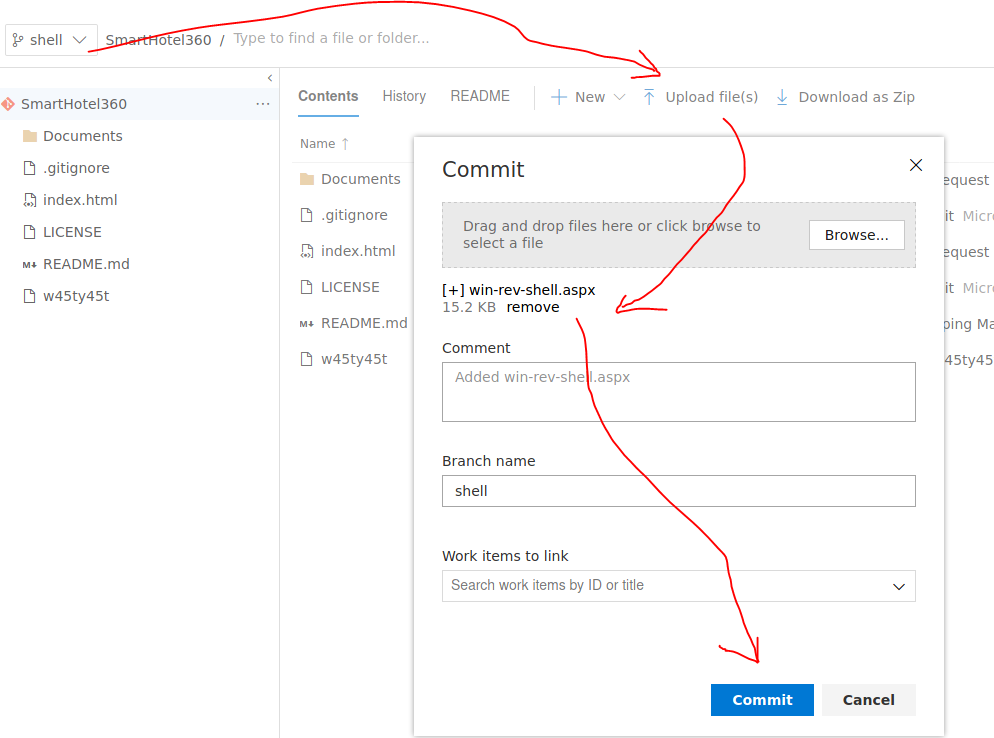 shell SmartHotel360 / Type to find a file or folder...
SmartHotel360 ...
Documents
.gitignore
index.html
LICENSE
M↓ README.md
w45ty45t
Contents History README + New Upload file(s) Download as Zip
Name ↑
Documents
.gitignore
index.html
LICENSE
M↓ README.md
w45ty45t
equest
it Micro
equest
it Micro
ping Ma
45ty45
Commit
Drag and drop files here or click browse to
select a file
Browse...
[+] win-rev-shell.aspx
15.2 KB remove
Comment
Added win-rev-shell.aspx
Branch name
shell
Work items to link
Search work items by ID or title
Commit Cancel